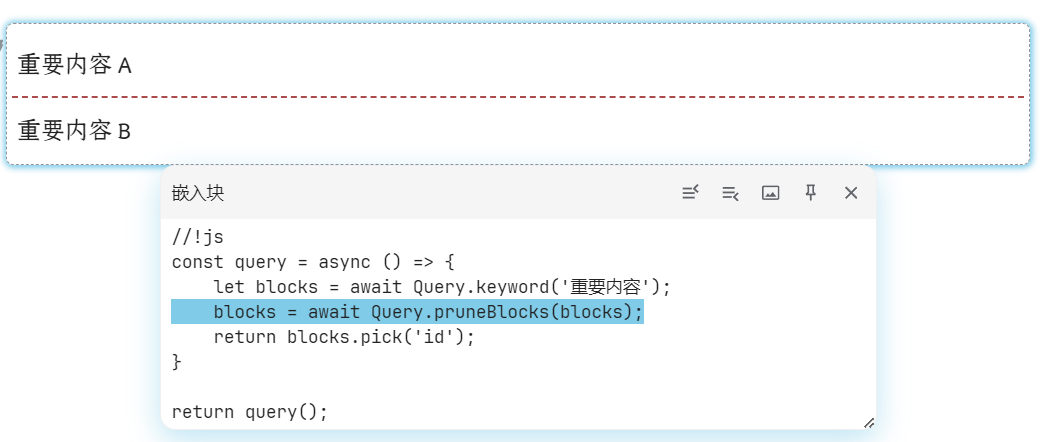 重要内容 A
重要内容 B
嵌入块
//!js
const query = async () => {
    let blocks = await Query.keyword('重要内容');
    blocks = await Query.pruneBlocks(blocks);
    return blocks.pick('id');
}
return query();